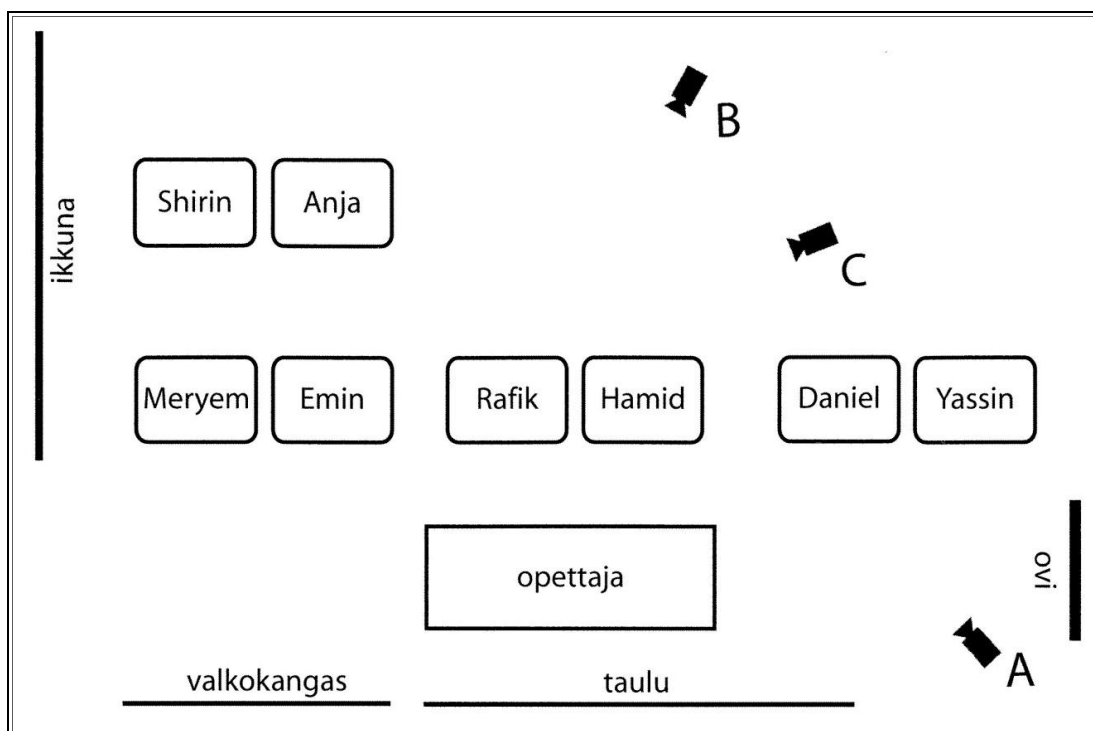 B
Shirin Anja
ikkuna
C
Meryem Emin Rafik Hamid Daniel Yassin
opettaja
ovi
A
valkokangas taulu